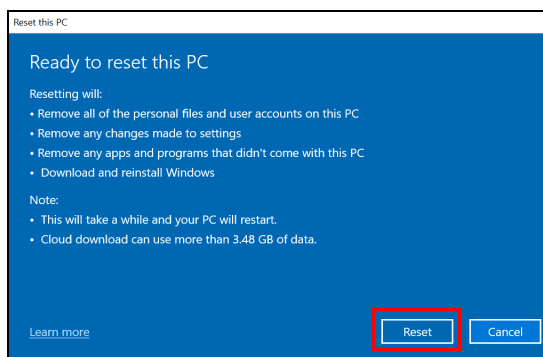 Reset this PC
Ready to reset this PC
Resetting will:
• Remove all of the personal files and user accounts on this PC
• Remove any changes made to settings
• Remove any apps and programs that didn't come with this PC
• Download and reinstall Windows
Note:
• This will take a while and your PC will restart.
• Cloud download can use more than 3.48 GB of data.
Learn more
Reset
Cancel